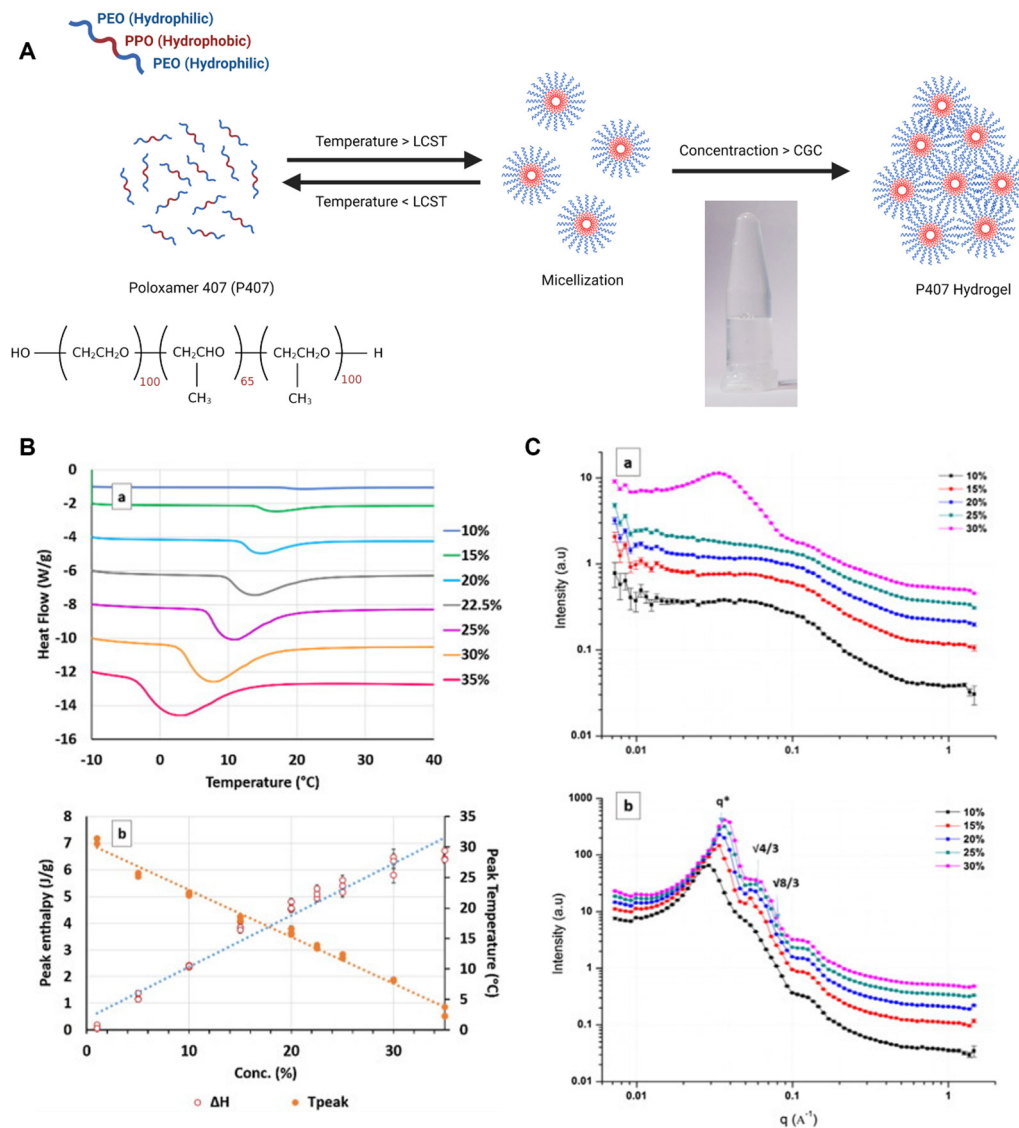 A
PEO (Hydrophilic)
PPO (Hydrophobic)
PEO (Hydrophilic)
Temperature > LCST
Temperature < LCST
Concentraction > CGC
Poloxamer 407 (P407)
Micellization
P407 Hydrogel
HO
CH₂CH₂O
100
CH₂CHO
CH₃
65
CH₂CH₂O
CH₃
100
H
B
a
0
-2
-4
-6
-8
-10
-12
-14
-16
Heat Flow (W/g)
-10 0 10 20 30 40
Temperature (°C)
10%
15%
20%
22.5%
25%
30%
35%
b
8
7
6
5
4
3
2
1
0
Peak enthalpy (J/g)
35
30
25
20
15
10
5
0
Peak Temperature (°C)
0 10 20 30
Conc. (%)
ΔH Tpeak
C
a
10
1
0.1
0.01
Intensity (a.u)
0.01 0.1 1
10%
15%
20%
25%
30%
b
q*
√4/3
√8/3
1000
100
10
1
0.1
0.01
Intensity (a.u)
0.01 0.1 1
q (A⁻¹)
10%
15%
20%
25%
30%